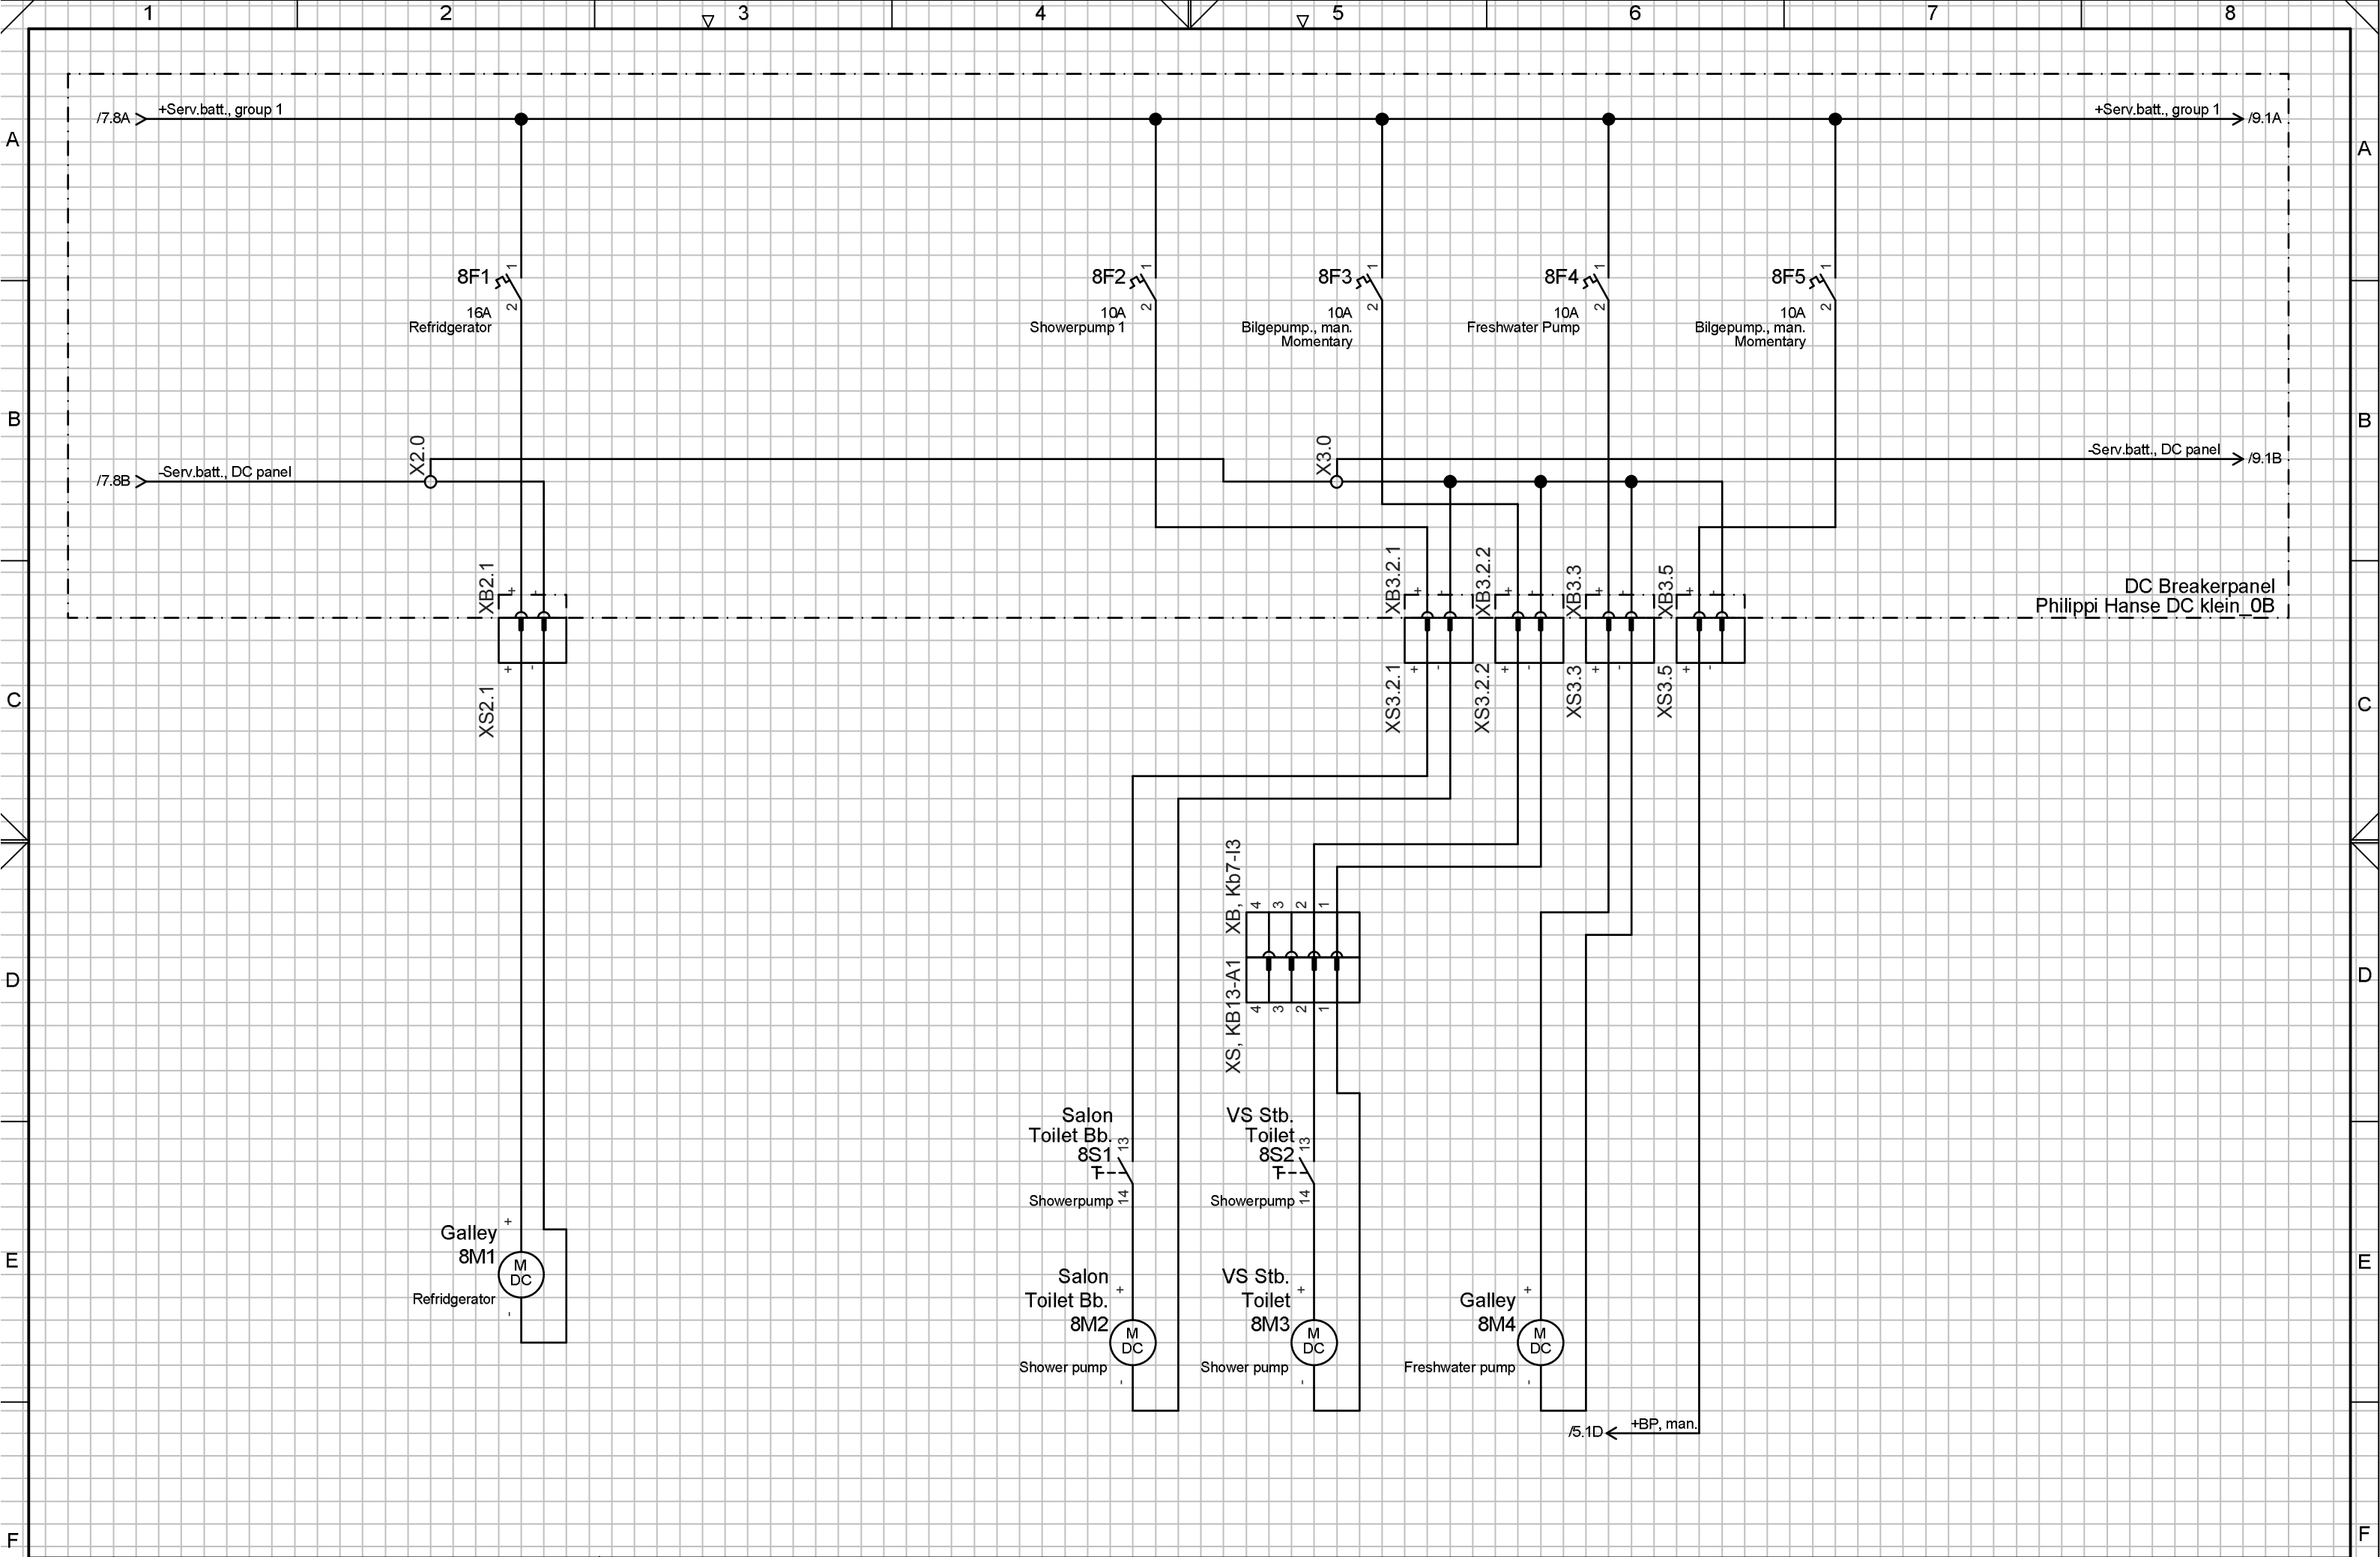 1 2 3 4 5 6 7 8
A A
/7.8A +Serv.batt., group 1 +Serv.batt., group 1 /9.1A
8F1 1 8F2 1 8F3 1 8F4 1 8F5 1
16A 2 10A 2 10A 2 10A 2 10A 2
Refridgerator Showerpump 1 Bilgepump., man. Freshwater Pump Bilgepump., man.
Momentary Momentary
B B
X2.0 X3.0
/7.8B -Serv.batt., DC panel -Serv.batt., DC panel /9.1B
XB2.1 + - XB3.2.1 + - XB3.2.2 + - XB3.3 + - XB3.5 + -
DC Breakerpanel
Philippi Hanse DC klein_0B
+ - + - + - + - + -
XS2.1 XS3.2.1 XS3.2.2 XS3.3 XS3.5
C C
XB, Kb7-I3
4 3 2 1
D D
XS, KB13-A1
4 3 2 1
Salon
Toilet Bb. 13
8S1
Showerpump 14
VS Stb.
Toilet 13
8S2
Showerpump 14
E E
Galley +
8M1
M
DC
Refridgerator
-
Salon
Toilet Bb. +
8M2
M
DC
Shower pump
-
VS Stb.
Toilet +
8M3
M
DC
Shower pump
-
Galley +
8M4
M
DC
Freshwater pump
-
/5.1D +BP, man.
F F